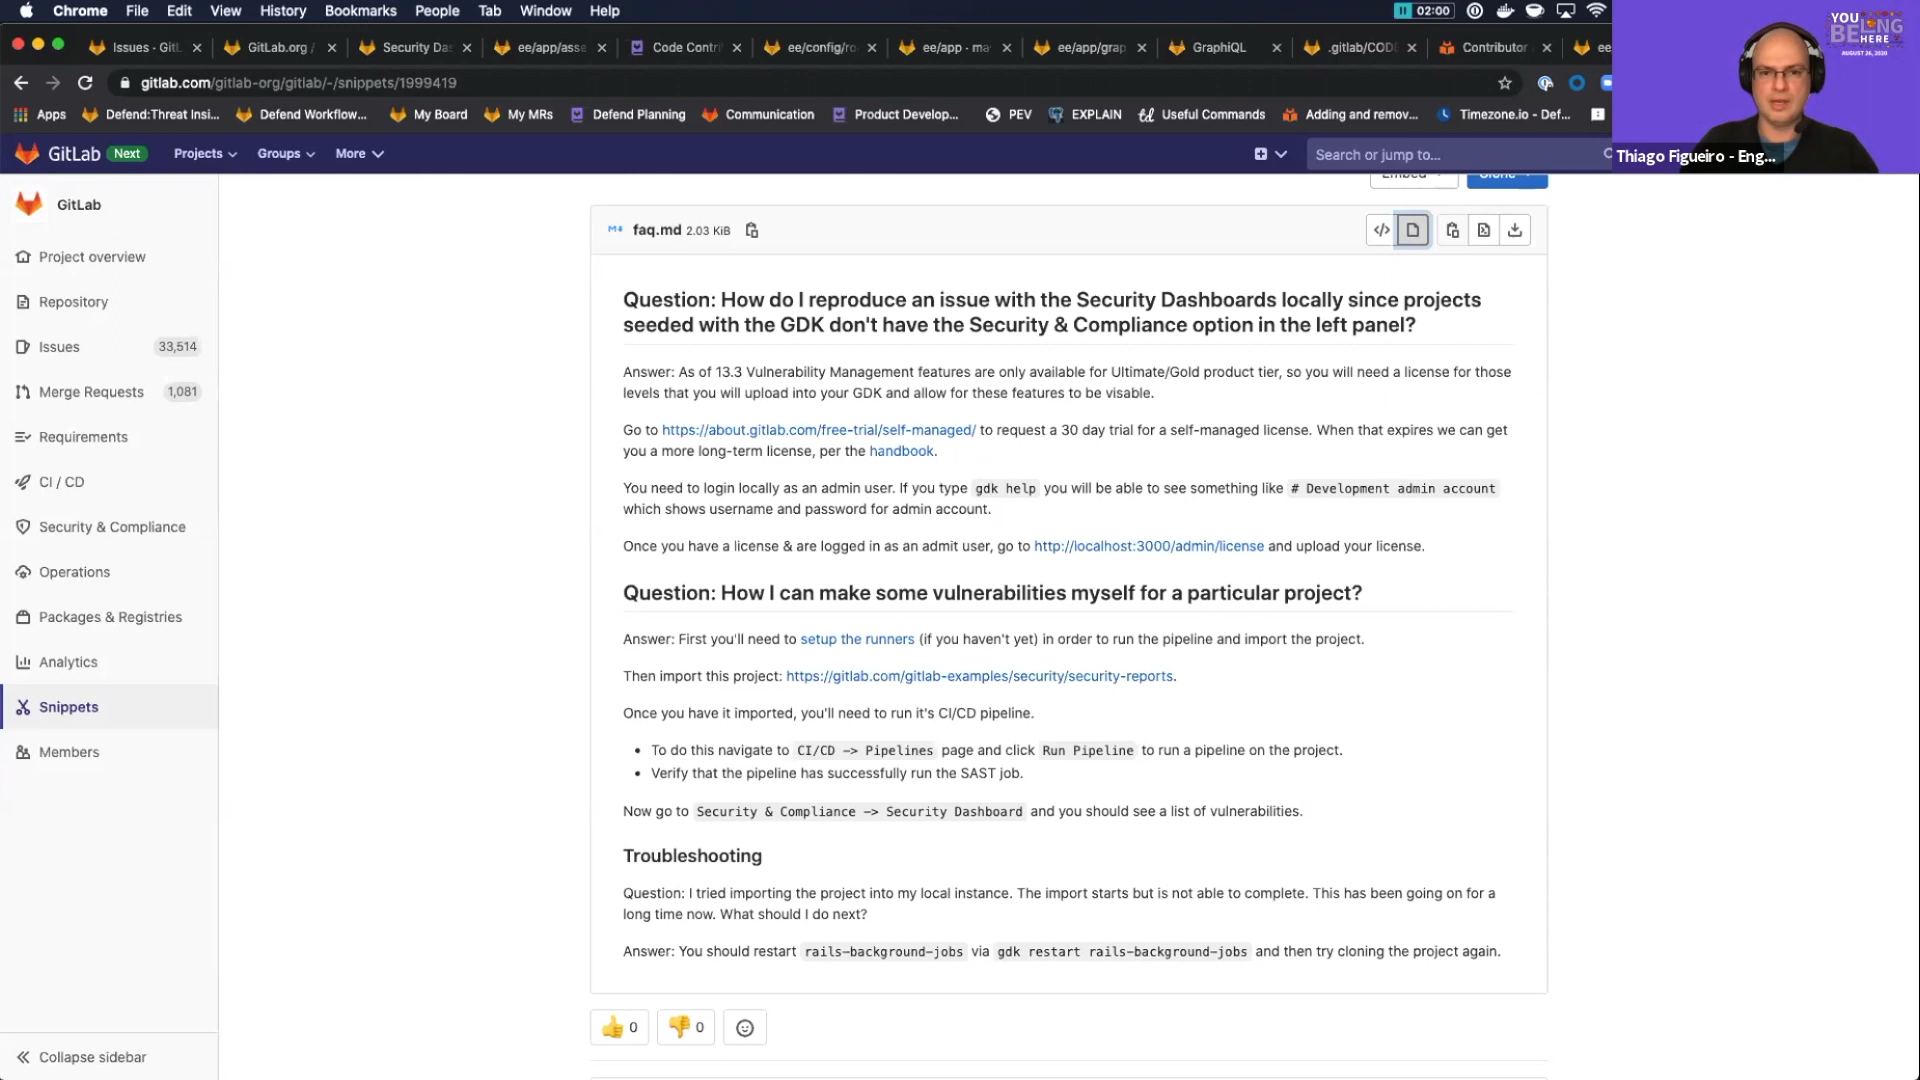 Chrome File Edit View History Bookmarks People Tab Window Help 02:00
Issues · GitL GitLab.org / Security Da ee/app/asse Code Contri ee/config/ro ee/app · ma ee/app/grap GraphiQL .gitlab/CODE Contributor ee
gitlab.com/gitlab-org/gitlab/-/snippets/1999419
Apps Defend:Threat Insi... Defend Workflow... My Board My MRs Defend Planning Communication Product Develop... PEV EXPLAIN Useful Commands Adding and remov... Timezone.io - Def...
YOU
BELONG
HERE
AUGUST 26, 2020
Thiago Figueiro - Eng...
GitLab Next Projects Groups More Search or jump to...
GitLab
Project overview
Repository
Issues 33,514
Merge Requests 1,081
Requirements
CI / CD
Security & Compliance
Operations
Packages & Registries
Analytics
Snippets
Members
Collapse sidebar
Embed Clone
faq.md 2.03 KiB
Question: How do I reproduce an issue with the Security Dashboards locally since projects
seeded with the GDK don't have the Security & Compliance option in the left panel?
Answer: As of 13.3 Vulnerability Management features are only available for Ultimate/Gold product tier, so you will need a license for those
levels that you will upload into your GDK and allow for these features to be visable.
Go to https://about.gitlab.com/free-trial/self-managed/ to request a 30 day trial for a self-managed license. When that expires we can get
you a more long-term license, per the handbook.
You need to login locally as an admin user. If you type gdk help you will be able to see something like # Development admin account
which shows username and password for admin account.
Once you have a license & are logged in as an admit user, go to http://localhost:3000/admin/license and upload your license.
Question: How I can make some vulnerabilities myself for a particular project?
Answer: First you'll need to setup the runners (if you haven't yet) in order to run the pipeline and import the project.
Then import this project: https://gitlab.com/gitlab-examples/security/security-reports.
Once you have it imported, you'll need to run it's CI/CD pipeline.
• To do this navigate to CI/CD -> Pipelines page and click Run Pipeline to run a pipeline on the project.
• Verify that the pipeline has successfully run the SAST job.
Now go to Security & Compliance -> Security Dashboard and you should see a list of vulnerabilities.
Troubleshooting
Question: I tried importing the project into my local instance. The import starts but is not able to complete. This has been going on for a
long time now. What should I do next?
Answer: You should restart rails-background-jobs via gdk restart rails-background-jobs and then try cloning the project again.
0 0